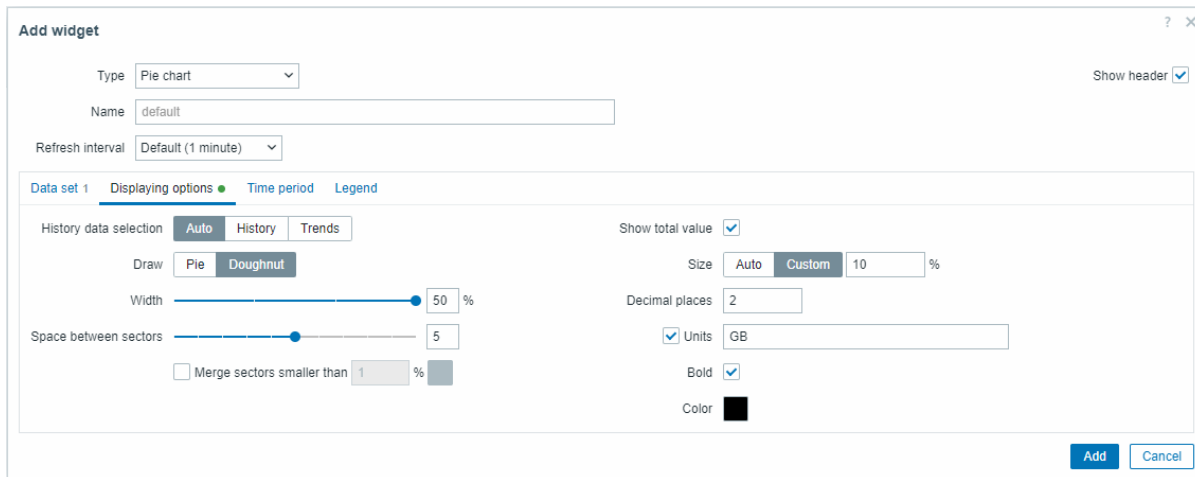 Add widget ? ×
Type Pie chart Show header
Name default
Refresh interval Default (1 minute)
Data set 1 Displaying options Time period Legend
History data selection Auto History Trends Show total value
Draw Pie Doughnut Size Auto Custom 10 %
Width 50 % Decimal places 2
Space between sectors 5 Units GB
Merge sectors smaller than 1 % Bold
Color
Add Cancel